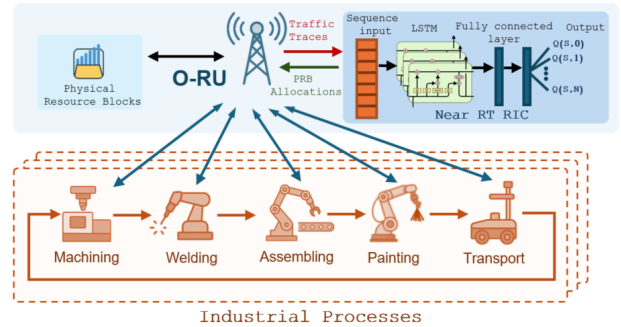 Physical
Resource Blocks
O-RU
Traffic
Traces
PRB
Allocations
Sequence
input
LSTM
Fully connected
layer
Output
Q(S,0)
Q(S,1)
Q(S,N)
Near RT RIC
Machining
Welding
Assembling
Painting
Transport
Industrial Processes